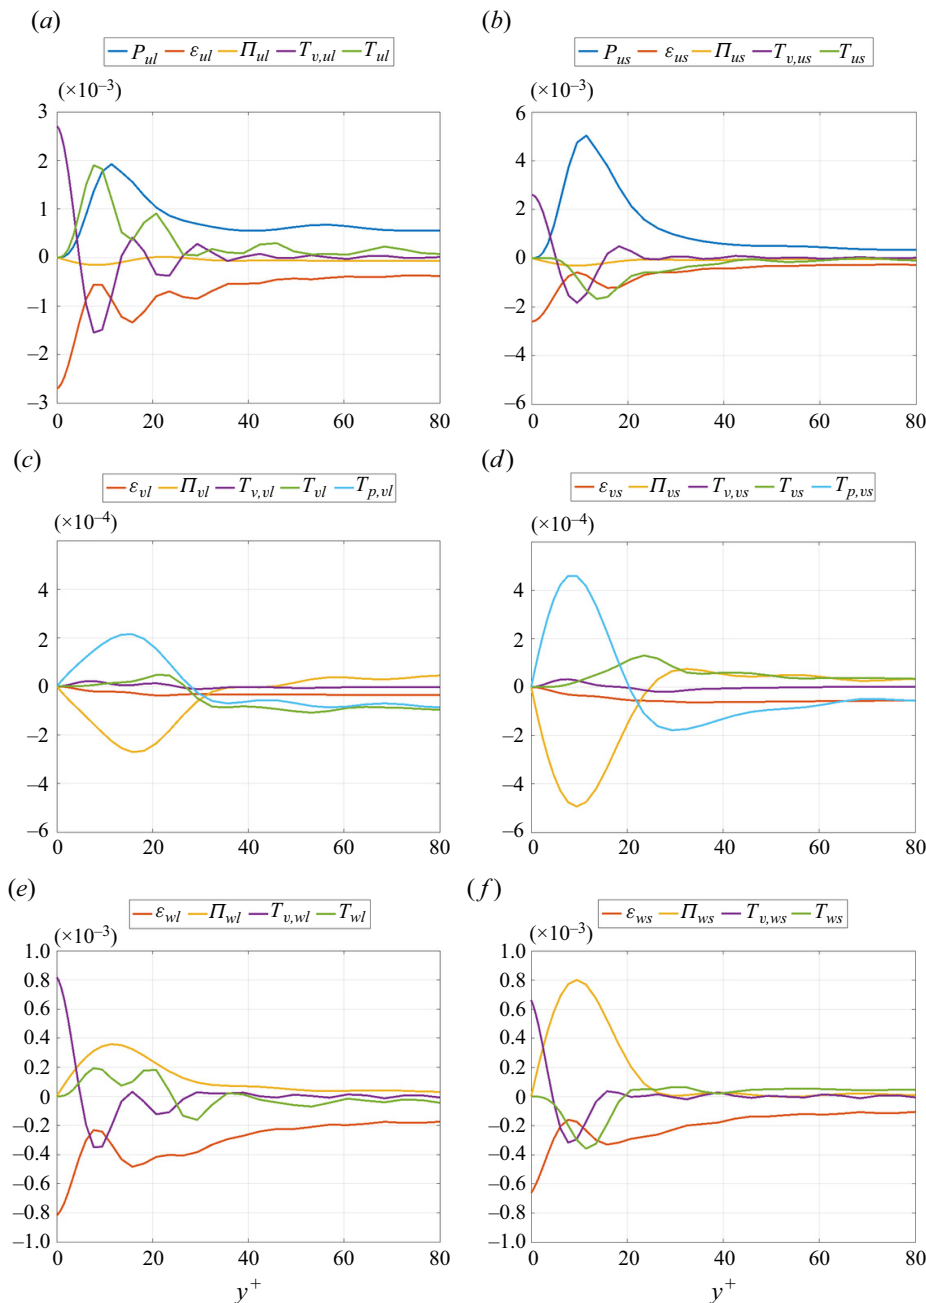 (a)
P_ul ε_ul Π_ul T_v,ul T_ul
(×10⁻³)
3
2
1
0
–1
–2
–3
0 20 40 60 80
(b)
P_us ε_us Π_us T_v,us T_us
(×10⁻³)
6
4
2
0
–2
–4
–6
0 20 40 60 80
(c)
ε_vl Π_vl T_v,vl T_vl T_p,vl
(×10⁻⁴)
4
2
0
–2
–4
–6
0 20 40 60 80
(d)
ε_vs Π_vs T_v,vs T_vs T_p,vs
(×10⁻⁴)
4
2
0
–2
–4
–6
0 20 40 60 80
(e)
ε_wl Π_wl T_v,wl T_wl
(×10⁻³)
1.0
0.8
0.6
0.4
0.2
0
–0.2
–0.4
–0.6
–0.8
–1.0
0 20 40 60 80
y⁺
(f)
ε_ws Π_ws T_v,ws T_ws
(×10⁻³)
1.0
0.8
0.6
0.4
0.2
0
–0.2
–0.4
–0.6
–0.8
–1.0
0 20 40 60 80
y⁺